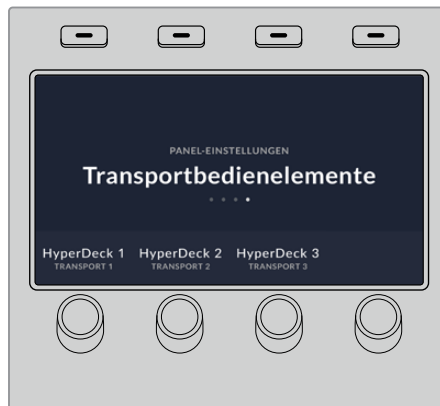 PANEL-EINSTELLUNGEN
Transportbedienelemente
HyperDeck 1 HyperDeck 2 HyperDeck 3
TRANSPORT 1 TRANSPORT 2 TRANSPORT 3